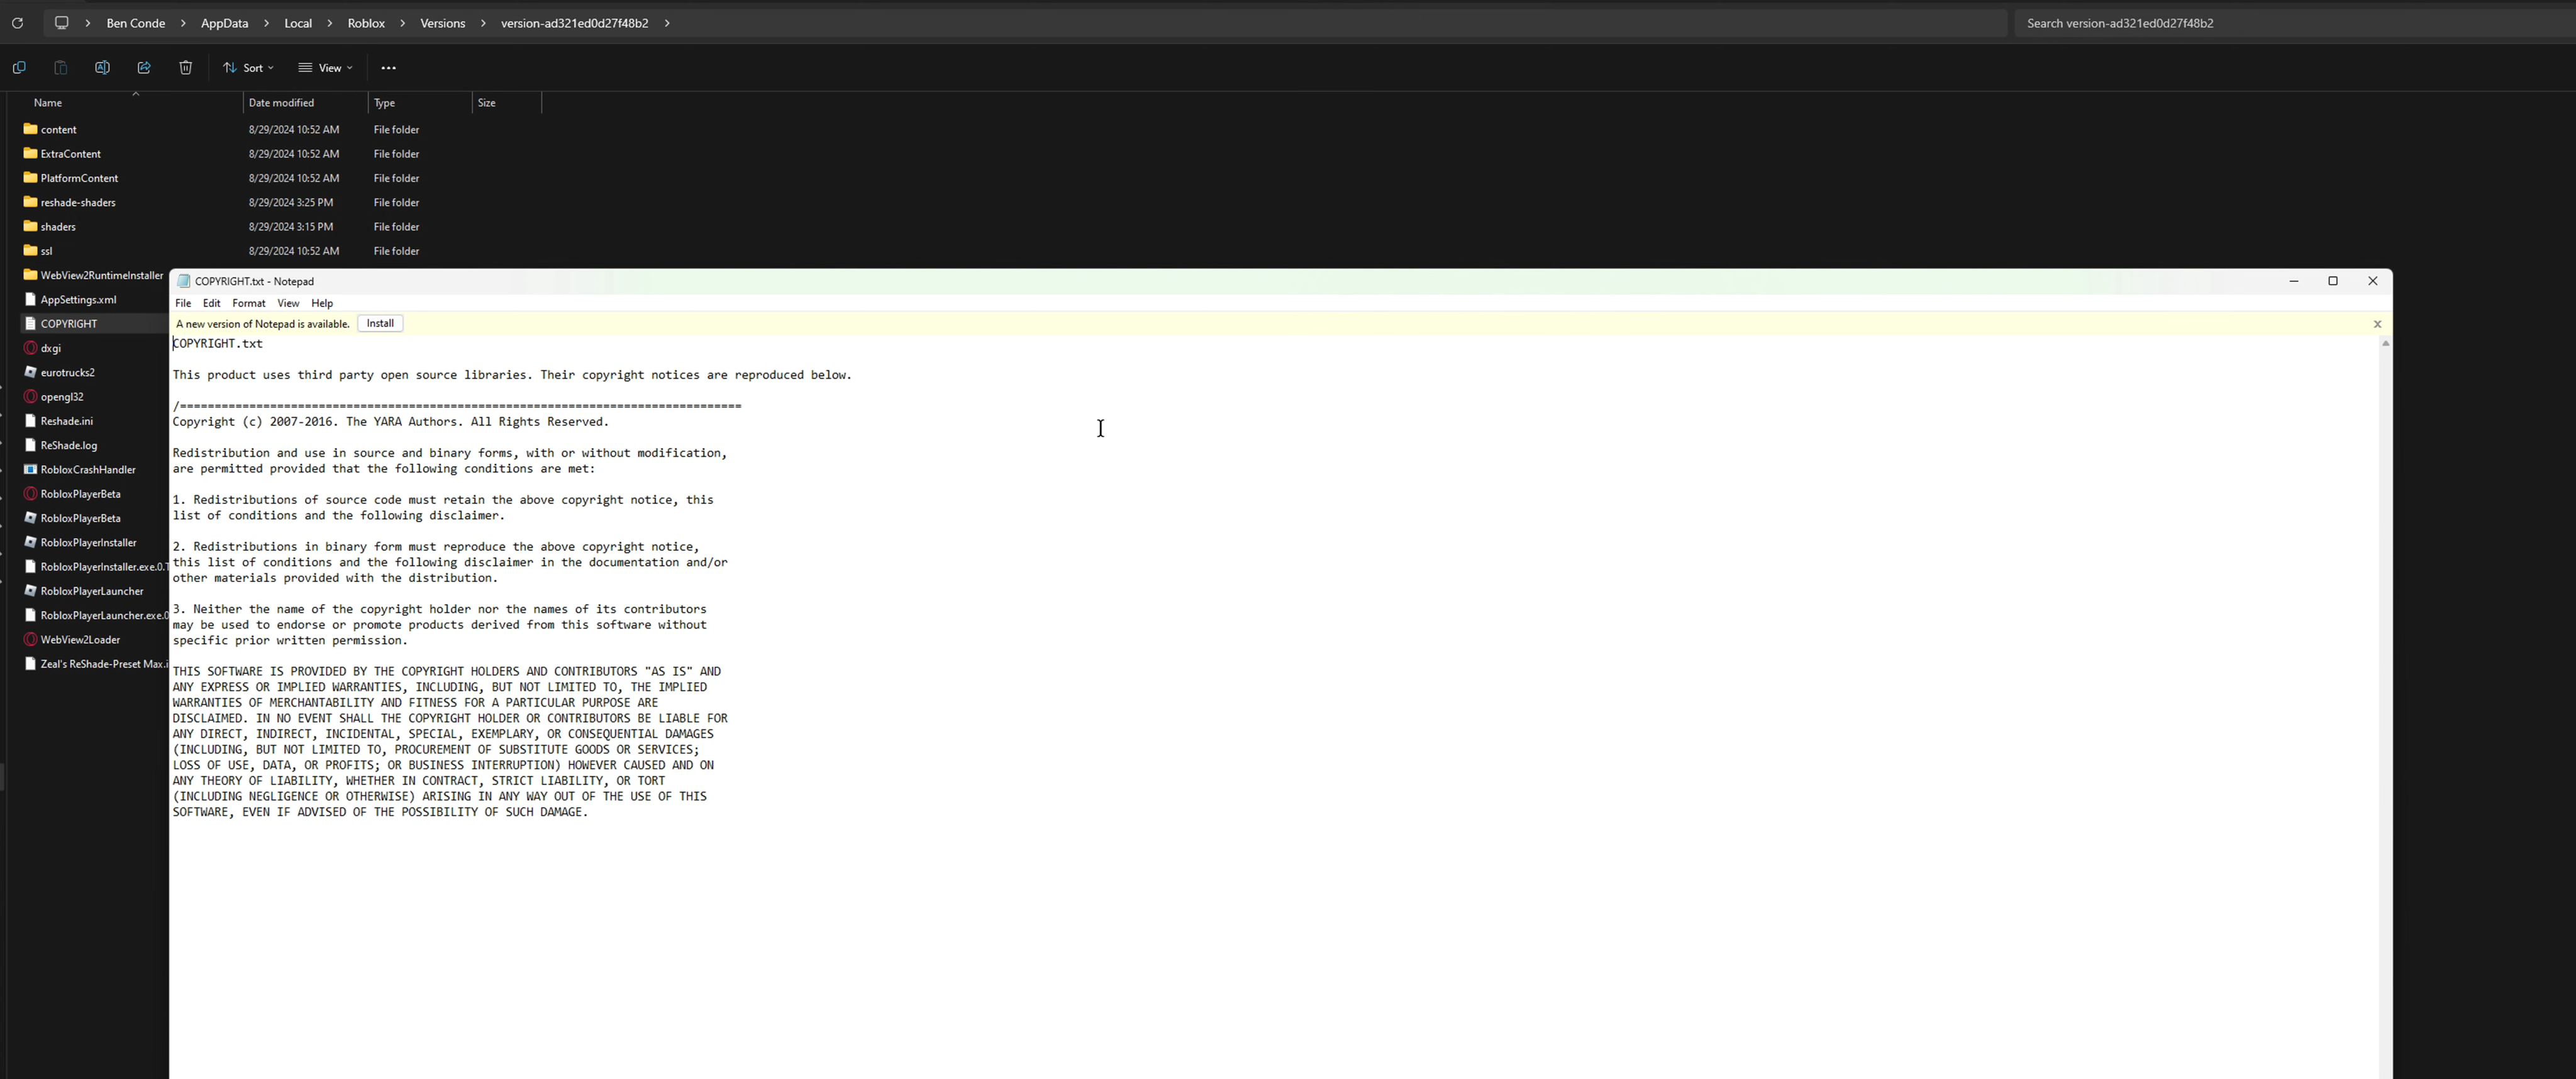 Ben Conde > AppData > Local > Roblox > Versions > version-ad321ed0d27f48b2 >
Search version-ad321ed0d27f48b2
Sort View
Name Date modified Type Size
content 8/29/2024 10:52 AM File folder
ExtraContent 8/29/2024 10:52 AM File folder
PlatformContent 8/29/2024 10:52 AM File folder
reshade-shaders 8/29/2024 3:25 PM File folder
shaders 8/29/2024 3:15 PM File folder
ssl 8/29/2024 10:52 AM File folder
WebView2RuntimeInstaller
AppSettings.xml
COPYRIGHT
dxgi
eurotrucks2
opengl32
Reshade.ini
ReShade.log
RobloxCrashHandler
RobloxPlayerBeta
RobloxPlayerBeta
RobloxPlayerInstaller
RobloxPlayerInstaller.exe.0.T
RobloxPlayerLauncher
RobloxPlayerLauncher.exe.0
WebView2Loader
Zeal's ReShade-Preset Max.i
COPYRIGHT.txt - Notepad
File Edit Format View Help
A new version of Notepad is available. Install
COPYRIGHT.txt
This product uses third party open source libraries. Their copyright notices are reproduced below.
/=================================================================================
Copyright (c) 2007-2016. The YARA Authors. All Rights Reserved.
Redistribution and use in source and binary forms, with or without modification,
are permitted provided that the following conditions are met:
1. Redistributions of source code must retain the above copyright notice, this
list of conditions and the following disclaimer.
2. Redistributions in binary form must reproduce the above copyright notice,
this list of conditions and the following disclaimer in the documentation and/or
other materials provided with the distribution.
3. Neither the name of the copyright holder nor the names of its contributors
may be used to endorse or promote products derived from this software without
specific prior written permission.
THIS SOFTWARE IS PROVIDED BY THE COPYRIGHT HOLDERS AND CONTRIBUTORS "AS IS" AND
ANY EXPRESS OR IMPLIED WARRANTIES, INCLUDING, BUT NOT LIMITED TO, THE IMPLIED
WARRANTIES OF MERCHANTABILITY AND FITNESS FOR A PARTICULAR PURPOSE ARE
DISCLAIMED. IN NO EVENT SHALL THE COPYRIGHT HOLDER OR CONTRIBUTORS BE LIABLE FOR
ANY DIRECT, INDIRECT, INCIDENTAL, SPECIAL, EXEMPLARY, OR CONSEQUENTIAL DAMAGES
(INCLUDING, BUT NOT LIMITED TO, PROCUREMENT OF SUBSTITUTE GOODS OR SERVICES;
LOSS OF USE, DATA, OR PROFITS; OR BUSINESS INTERRUPTION) HOWEVER CAUSED AND ON
ANY THEORY OF LIABILITY, WHETHER IN CONTRACT, STRICT LIABILITY, OR TORT
(INCLUDING NEGLIGENCE OR OTHERWISE) ARISING IN ANY WAY OUT OF THE USE OF THIS
SOFTWARE, EVEN IF ADVISED OF THE POSSIBILITY OF SUCH DAMAGE.